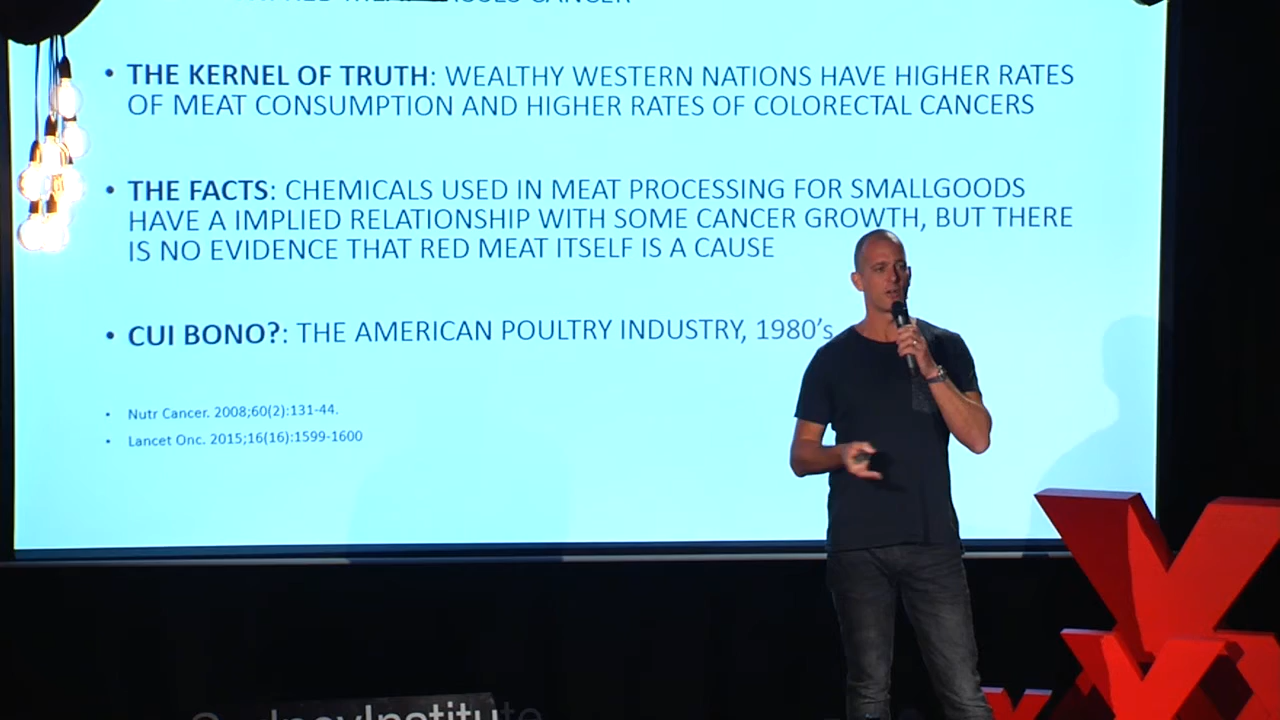 CANCER
• THE KERNEL OF TRUTH: WEALTHY WESTERN NATIONS HAVE HIGHER RATES
OF MEAT CONSUMPTION AND HIGHER RATES OF COLORECTAL CANCERS
• THE FACTS: CHEMICALS USED IN MEAT PROCESSING FOR SMALLGOODS
HAVE A IMPLIED RELATIONSHIP WITH SOME CANCER GROWTH, BUT THERE
IS NO EVIDENCE THAT RED MEAT ITSELF IS A CAUSE
• CUI BONO?: THE AMERICAN POULTRY INDUSTRY, 1980's
• Nutr Cancer. 2008;60(2):131-44.
• Lancet Onc. 2015;16(16):1599-1600